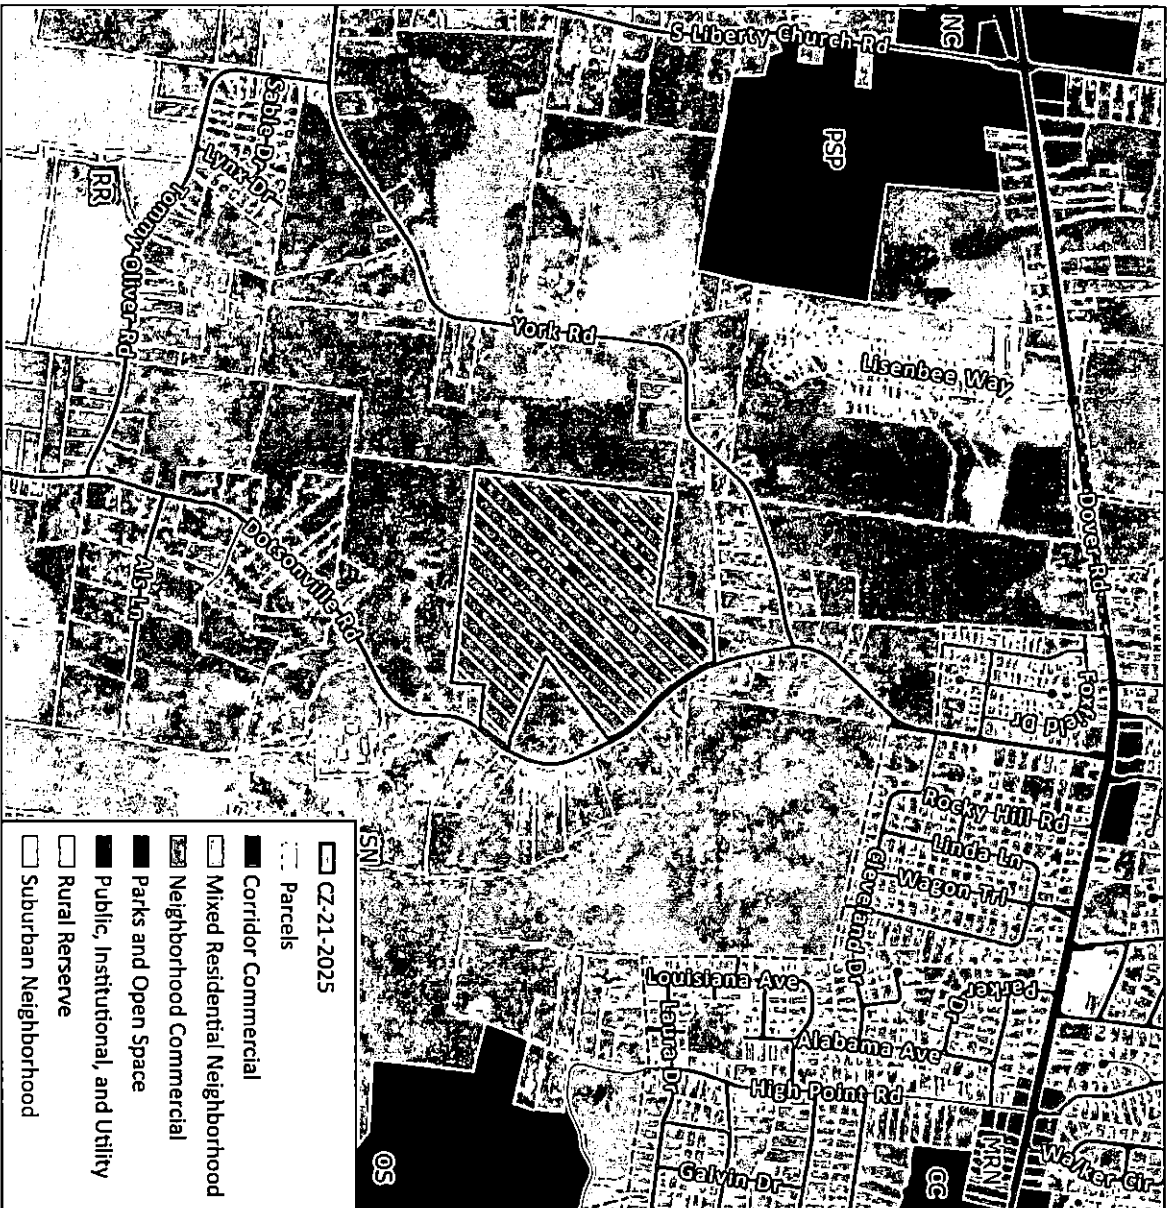 S Liberty Church Rd
NC
PSP
Sable Dr
Lynx Dr
RR
Tommy Oliver Rd
York Rd
Lisenbee Way
Dover Rd
Dotsonville Rd
Foxfield Dr
Rocky Hill Rd
Linda Ln
Wagon Trl
Cleveland Dr
Parker Dr
Louisiana Ave
Laura Dr
Alabama Ave
High Point Rd
Galvin Dr
MRN
Walker Cir
CC
OS
SN
CZ-21-2025
Parcels
Corridor Commercial
Mixed Residential Neighborhood
Neighborhood Commercial
Parks and Open Space
Public, Institutional, and Utility
Rural Rerserve
Suburban Neighborhood